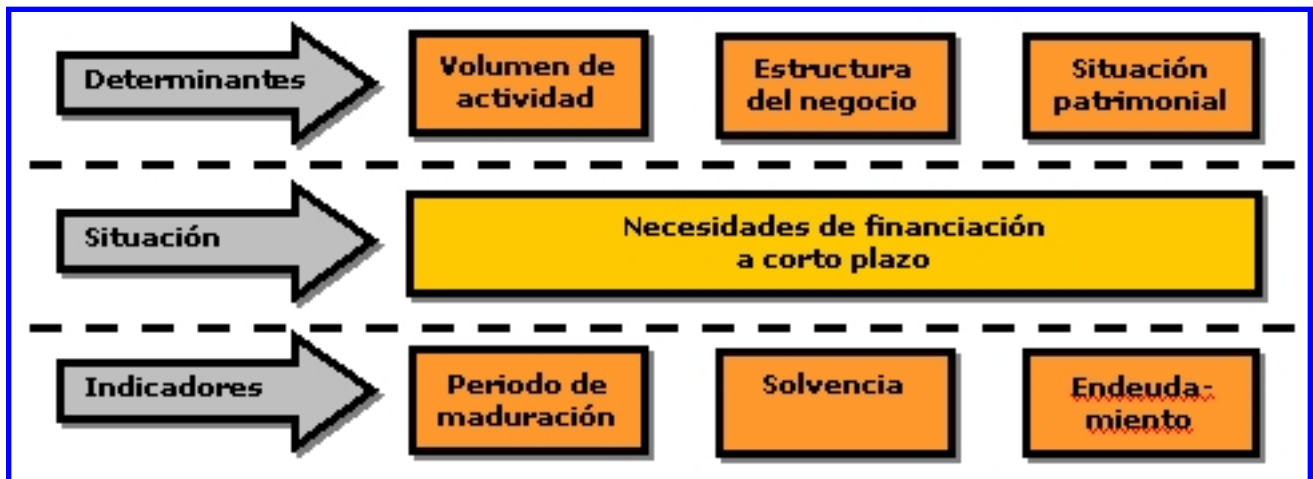 Determinantes
Volumen de
actividad
Estructura
del negocio
Situación
patrimonial
Situación
Necesidades de financiación
a corto plazo
Indicadores
Periodo de
maduración
Solvencia
Endeuda-
miento